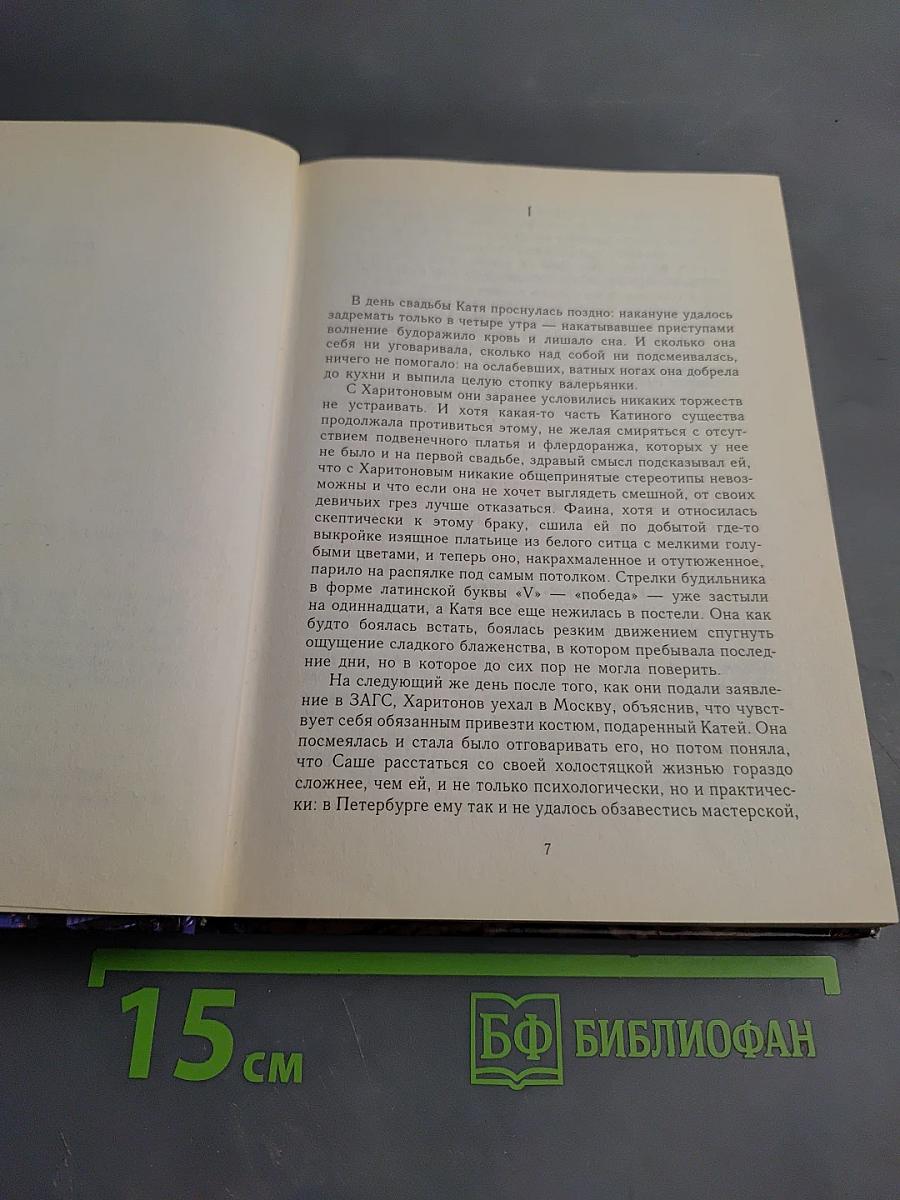 I
В день свадьбы Катя проснулась поздно: накануне удалось
задремать только в четыре утра — накатывавшее приступами
волнение будоражило кровь и лишало сна. И сколько она
себя ни уговаривала, сколько над собой ни подсмеивалась,
ничего не помогало: на ослабевших, ватных ногах она добрела
до кухни и выпила целую стопку валерьянки.
С Харитоновым они заранее условились никаких торжеств
не устраивать. И хотя какая-то часть Катиного существа
продолжала противиться этому, не желая смиряться с отсут-
ствием подвенечного платья и флердоранжа, которых у нее
не было и на первой свадьбе, здравый смысл подсказывал ей,
что с Харитоновым никакие общепринятые стереотипы невоз-
можны и что если она не хочет выглядеть смешной, от своих
девичьих грез лучше отказаться. Фаина, хотя и относилась
скептически к этому браку, сшила ей по добытой где-то
выкройке изящное платьице из белого ситца с мелкими голу-
быми цветами, и теперь оно, накрахмаленное и отутюженное,
парило на распялке под самым потолком. Стрелки будильника
в форме латинской буквы «V» — «победа» — уже застыли
на одиннадцати, а Катя все еще нежилась в постели. Она как
будто боялась встать, боялась резким движением спугнуть
ощущение сладкого блаженства, в котором пребывала послед-
ние дни, но в которое до сих пор не могла поверить.
На следующий же день после того, как они подали заявле-
ние в ЗАГС, Харитонов уехал в Москву, объяснив, что чувст-
вует себя обязанным привезти костюм, подаренный Катей. Она
посмеялась и стала было отговаривать его, но потом поняла,
что Саше расстаться со своей холостяцкой жизнью гораздо
сложнее, чем ей, и не только психологически, но и практичес-
ки: в Петербурге ему так и не удалось обзавестись мастерской,
7
15 см
БФ БИБЛИОФАН